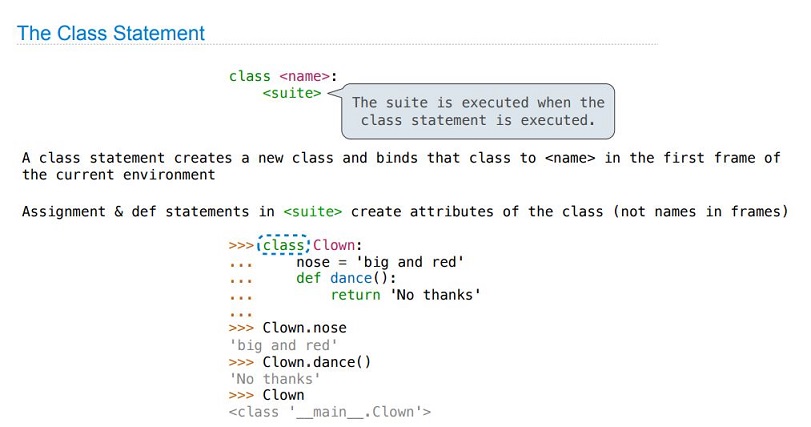 The Class Statement
class <name>:
    <suite>
The suite is executed when the
class statement is executed.
A class statement creates a new class and binds that class to <name> in the first frame of
the current environment
Assignment & def statements in <suite> create attributes of the class (not names in frames)
>>> class Clown:
...     nose = 'big and red'
...     def dance():
...         return 'No thanks'
...
>>> Clown.nose
'big and red'
>>> Clown.dance()
'No thanks'
>>> Clown
<class '__main__.Clown'>